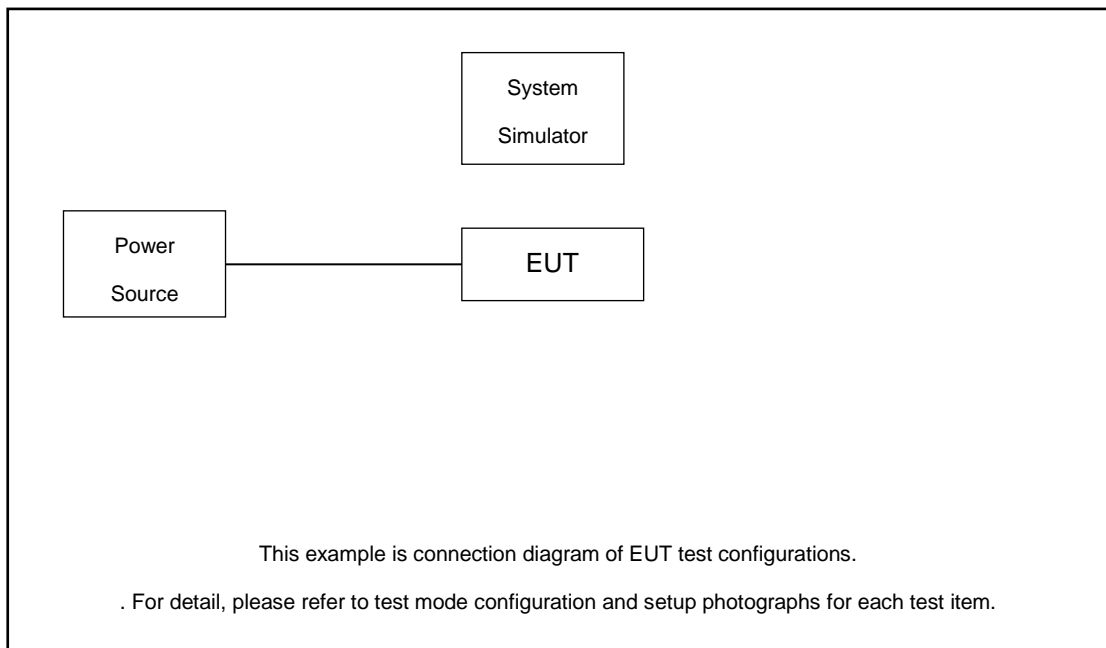 System
Simulator
Power
Source
EUT
This example is connection diagram of EUT test configurations.
. For detail, please refer to test mode configuration and setup photographs for each test item.